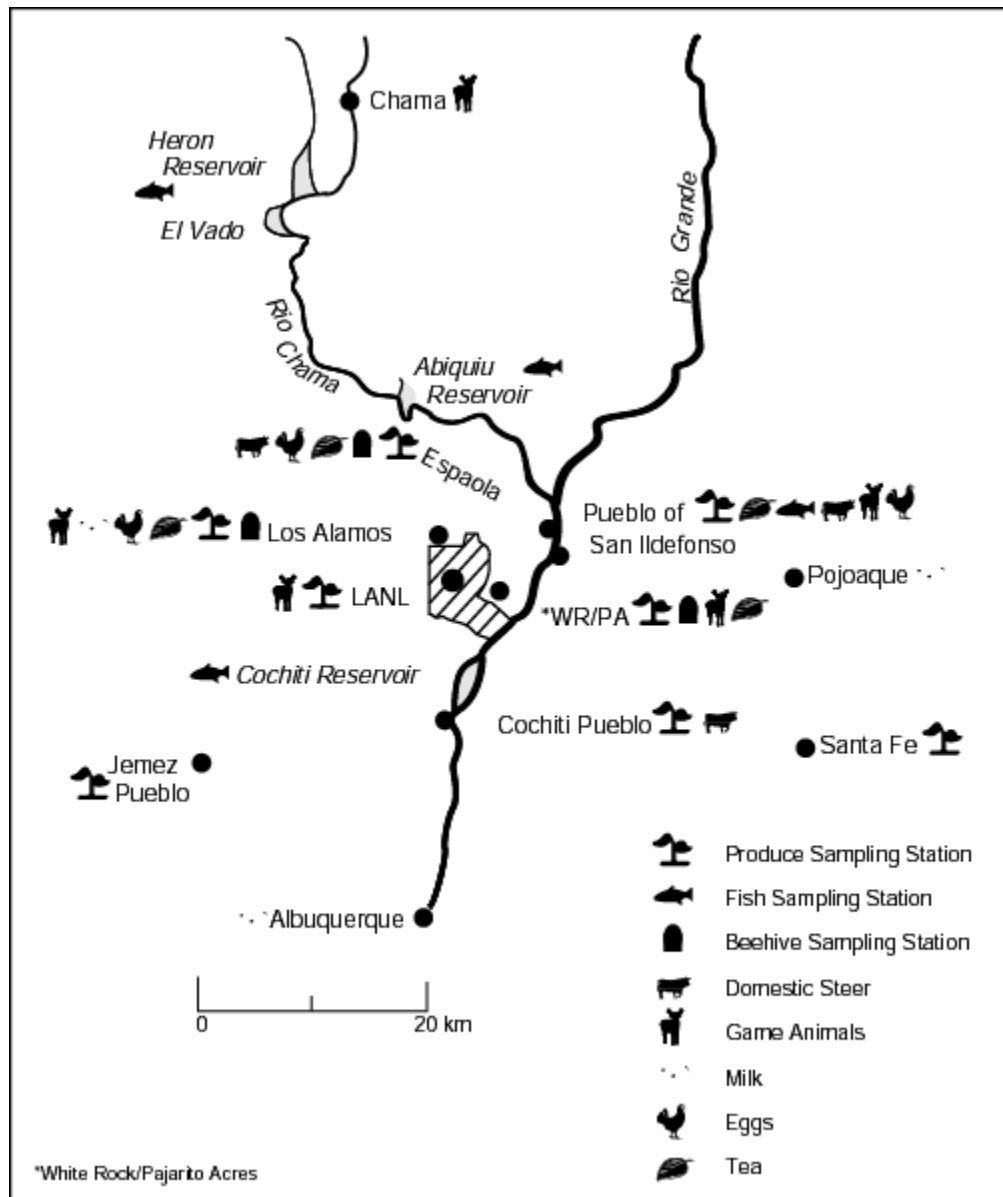 Chama
Heron
Reservoir
El Vado
Rio Grande
Rio Chama
Abiquiu
Reservoir
Espaola
Los Alamos
Pueblo of
San Ildefonso
Pojoaque
LANL
*WR/PA
Cochiti Reservoir
Cochiti Pueblo
Santa Fe
Jemez
Pueblo
Albuquerque
0
20 km
Produce Sampling Station
Fish Sampling Station
Beehive Sampling Station
Domestic Steer
Game Animals
Milk
Eggs
Tea
*White Rock/Pajarito Acres